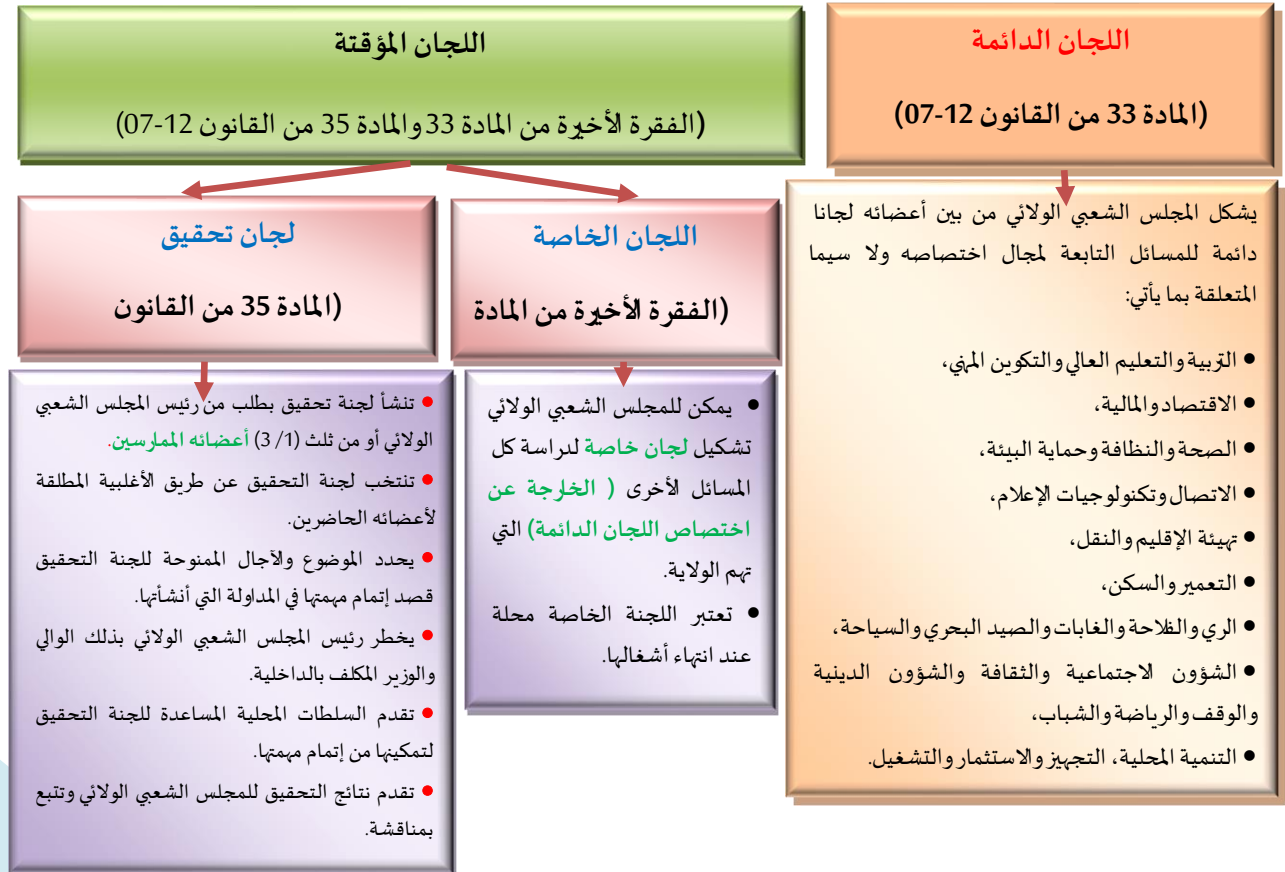 اللجان الدائمة
(المادة 33 من القانون 12-07)
يشكل المجلس الشعبي الولائي من بين أعضائه لجانا
دائمة للمسائل التابعة لمجال اختصاصه ولا سيما
المتعلقة بما يأتي:
● التربية والتعليم العالي والتكوين المهني،
● الاقتصاد والمالية،
● الصحة والنظافة وحماية البيئة،
● الاتصال وتكنولوجيات الإعلام،
● تهيئة الإقليم والنقل،
● التعمير والسكن،
● الري والفلاحة والغابات والصيد البحري والسياحة،
● الشؤون الاجتماعية والثقافة والشؤون الدينية
والوقف والرياضة والشباب،
● التنمية المحلية، التجهيز والاستثمار والتشغيل.
اللجان المؤقتة
(الفقرة الأخيرة من المادة 33 والمادة 35 من القانون 12-07)
اللجان الخاصة
(الفقرة الأخيرة من المادة
● يمكن للمجلس الشعبي الولائي
تشكيل لجان خاصة لدراسة كل
المسائل الأخرى ( الخارجة عن
اختصاص اللجان الدائمة) التي
تهم الولاية.
● تعتبر اللجنة الخاصة محلة
عند انتهاء أشغالها.
لجان تحقيق
(المادة 35 من القانون
● تنشأ لجنة تحقيق بطلب من رئيس المجلس الشعبي
الولائي أو من ثلث (1/ 3) أعضائه الممارسين.
● تنتخب لجنة التحقيق عن طريق الأغلبية المطلقة
لأعضائه الحاضرين.
● يحدد الموضوع والآجال الممنوحة للجنة التحقيق
قصد إتمام مهمتها في المداولة التي أنشأتها.
● يخطر رئيس المجلس الشعبي الولائي بذلك الوالي
والوزير المكلف بالداخلية.
● تقدم السلطات المحلية المساعدة للجنة التحقيق
لتمكينها من إتمام مهمتها.
● تقدم نتائج التحقيق للمجلس الشعبي الولائي وتتبع
بمناقشة.